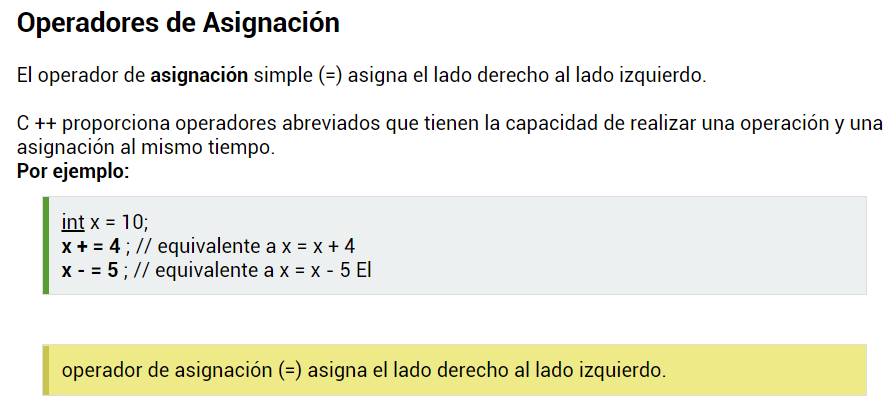 Operadores de Asignación
El operador de asignación simple (=) asigna el lado derecho al lado izquierdo.
C ++ proporciona operadores abreviados que tienen la capacidad de realizar una operación y una
asignación al mismo tiempo.
Por ejemplo:
int x = 10;
x + = 4 ; // equivalente a x = x + 4
x - = 5 ; // equivalente a x = x - 5 El
operador de asignación (=) asigna el lado derecho al lado izquierdo.